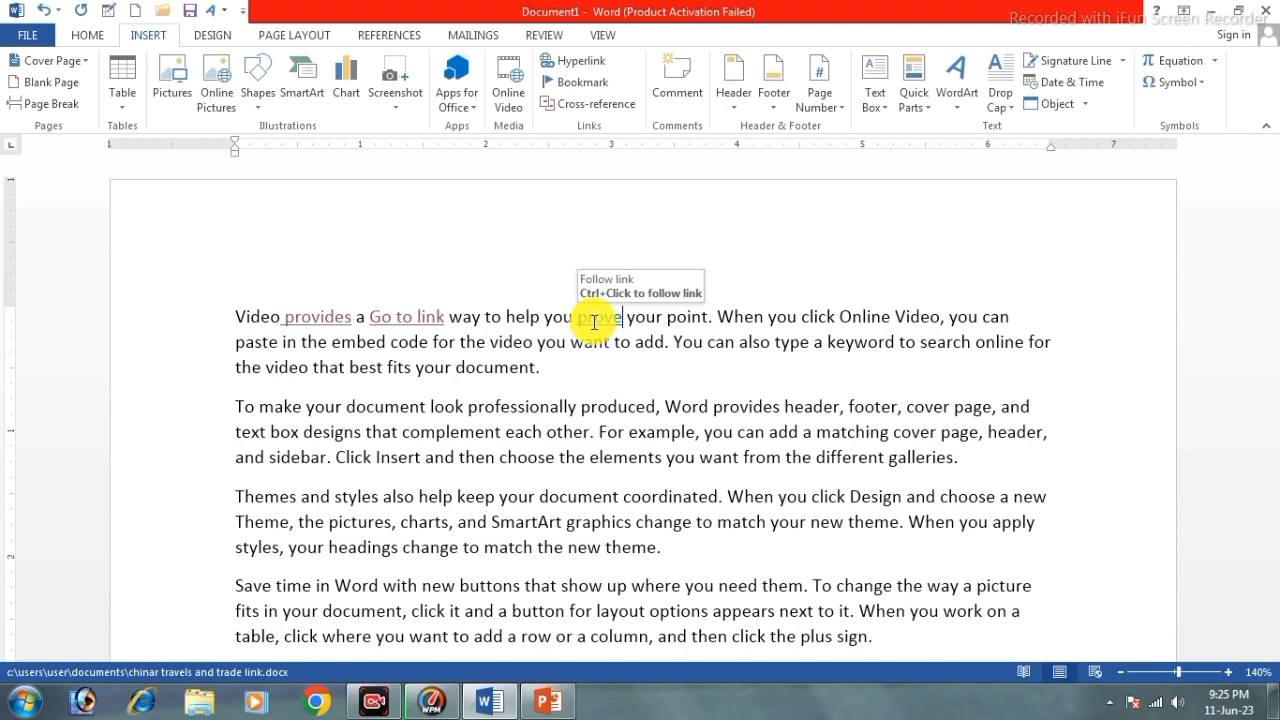 Document1 - Word (Product Activation Failed)
Recorded with iFun Screen Recorder
FILE HOME INSERT DESIGN PAGE LAYOUT REFERENCES MAILINGS REVIEW VIEW Sign in
Cover Page
Blank Page
Page Break
Pages
Table
Tables
Pictures
Online Pictures
Shapes
SmartArt
Chart
Screenshot
Illustrations
Apps for Office
Apps
Online Video
Media
Hyperlink
Bookmark
Cross-reference
Links
Comment
Comments
Header
Footer
Page Number
Header & Footer
Text Box
Quick Parts
WordArt
Drop Cap
Signature Line
Date & Time
Object
Text
Equation
Symbol
Symbols
1 1 2 3 4 5 6 7
Follow link
Ctrl+Click to follow link
Video provides a Go to link way to help you prove your point. When you click Online Video, you can
paste in the embed code for the video you want to add. You can also type a keyword to search online for
the video that best fits your document.
To make your document look professionally produced, Word provides header, footer, cover page, and
text box designs that complement each other. For example, you can add a matching cover page, header,
and sidebar. Click Insert and then choose the elements you want from the different galleries.
Themes and styles also help keep your document coordinated. When you click Design and choose a new
Theme, the pictures, charts, and SmartArt graphics change to match your new theme. When you apply
styles, your headings change to match the new theme.
Save time in Word with new buttons that show up where you need them. To change the way a picture
fits in your document, click it and a button for layout options appears next to it. When you work on a
table, click where you want to add a row or a column, and then click the plus sign.
1
1
2
c:\users\user\documents\chinar travels and trade link.docx
140%
WPM
9:25 PM
11-Jun-23